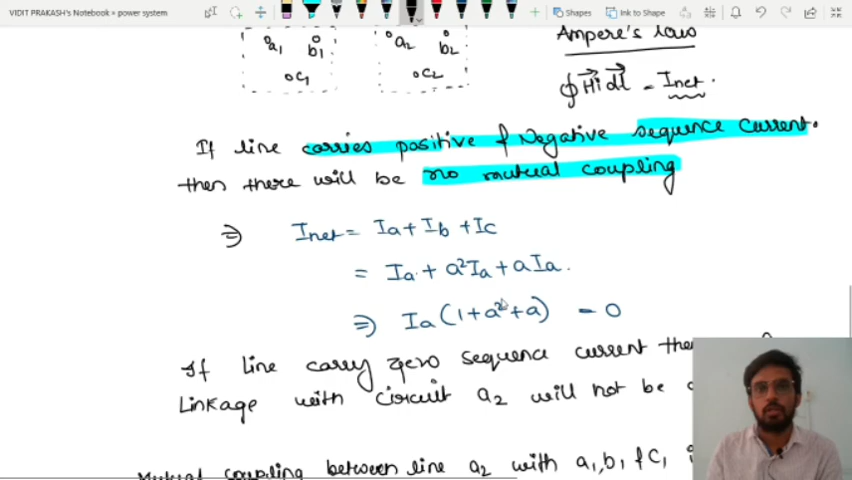 VIDIT PRAKASH's Notebook » power system
Shapes
Ink to Shape
a1 b1
c1
a2 b2
c2
Ampere's law
∮H⃗.d⃗l = Inet.
If line carries positive & Negative sequence current.
then there will be no mutual coupling
⇒ Inet = Ia + Ib + Ic
= Ia + a²Ia + aIa.
⇒ Ia (1 + a² + a) = 0
If Line carry zero sequence current
Linkage with circuit a2 will not be
Mutual coupling between line a2 with a1, b1 & c1